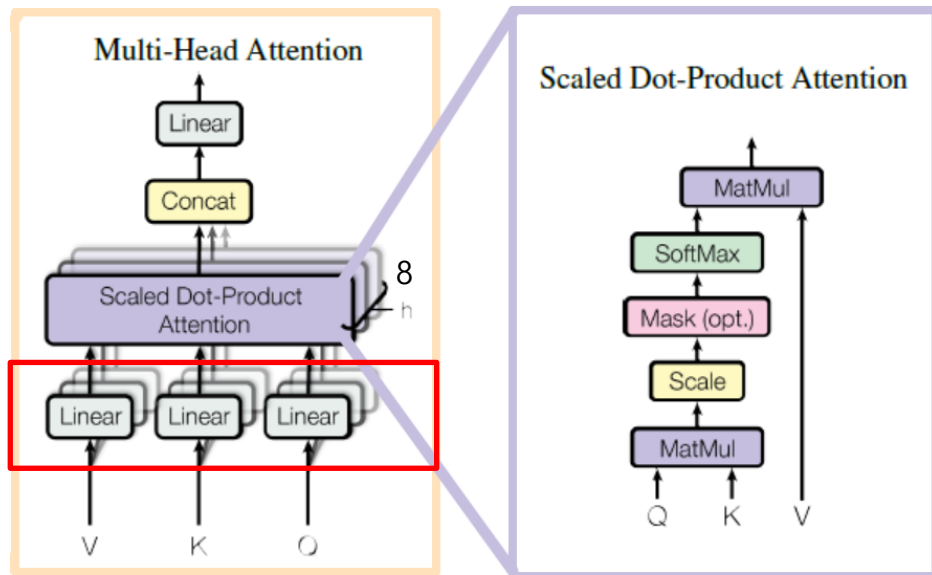 Multi-Head Attention
Linear
Concat
8
Scaled Dot-Product
Attention
h
Linear
Linear
Linear
V
K
Q
Scaled Dot-Product Attention
MatMul
SoftMax
Mask (opt.)
Scale
MatMul
Q
K
V